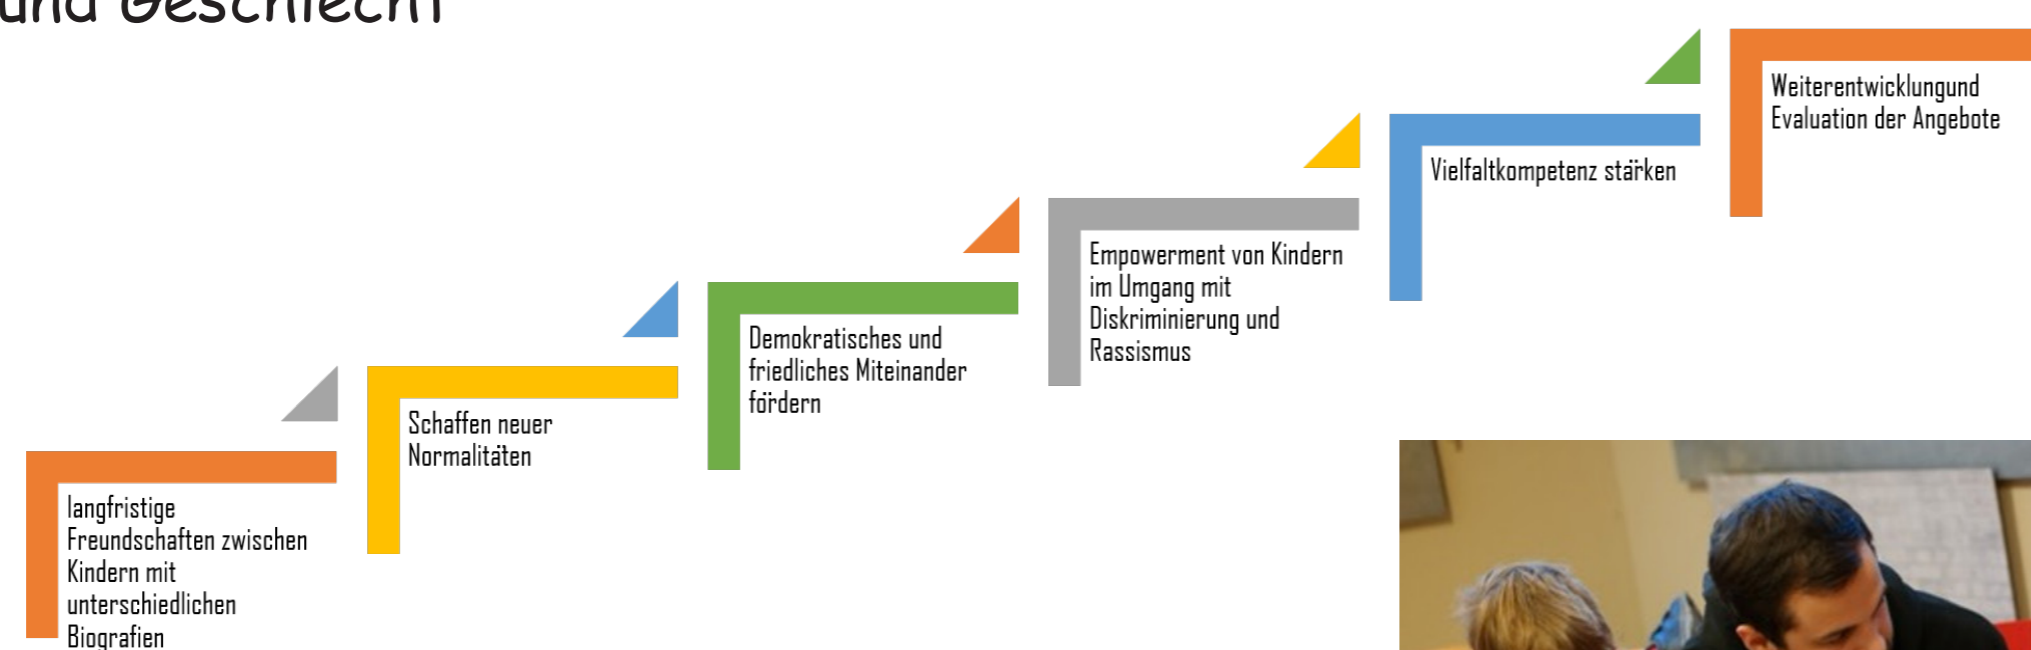 und Geschlecht
langfristige
Freundschaften zwischen
Kindern mit
unterschiedlichen
Biografien
Schaffen neuer
Normalitäten
Demokratisches und
friedliches Miteinander
fördern
Empowerment von Kindern
im Umgang mit
Diskriminierung und
Rassismus
Vielfaltkompetenz stärken
Weiterentwicklungund
Evaluation der Angebote